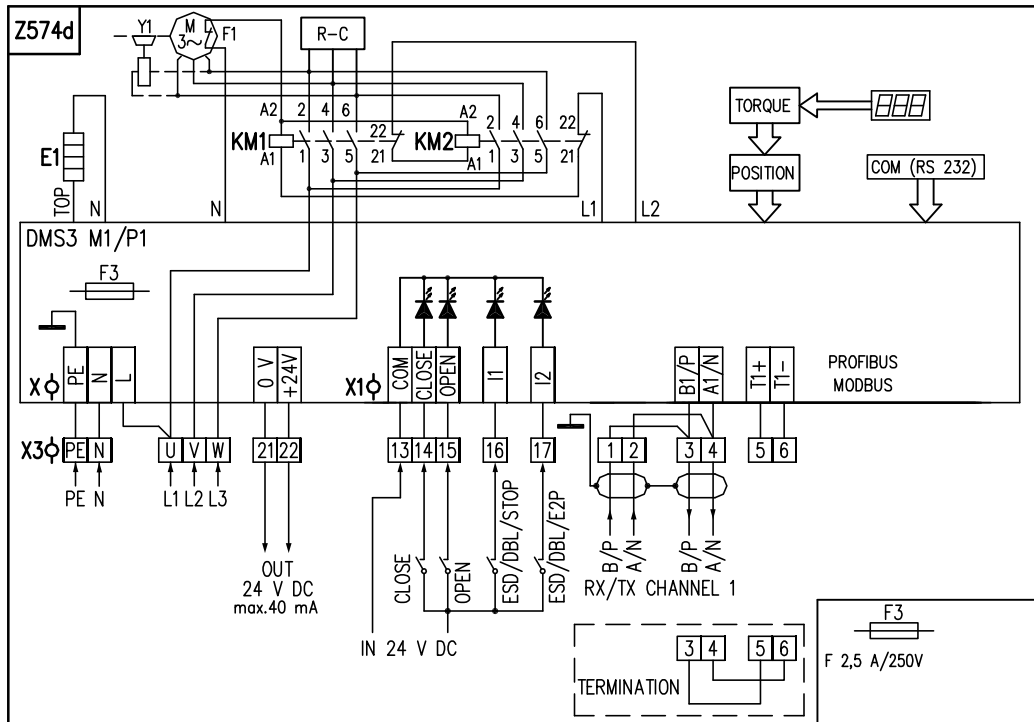 Z574d
Y1
M
3~
F1
R-C
A2
2
4
6
22
A2
2
4
6
22
KM1
KM2
A1
1
3
5
21
A1
1
3
5
21
E1
TOP
N
N
L1
L2
TORQUE
POSITION
COM (RS 232)
DMS3 M1/P1
F3
X
PE
N
L
0 V
+24V
X1
COM
CLOSE
OPEN
I1
I2
B1/P
A1/N
T1+
T1-
PROFIBUS
MODBUS
X3
PE
N
U
V
W
21
22
13
14
15
16
17
1
2
3
4
5
6
PE N
L1 L2 L3
OUT
24 V DC
max.40 mA
CLOSE
OPEN
ESD/DBL/STOP
ESD/DBL/E2P
B/P
A/N
B/P
A/N
RX/TX CHANNEL 1
IN 24 V DC
TERMINATION
3
4
5
6
F3
F 2,5 A/250V